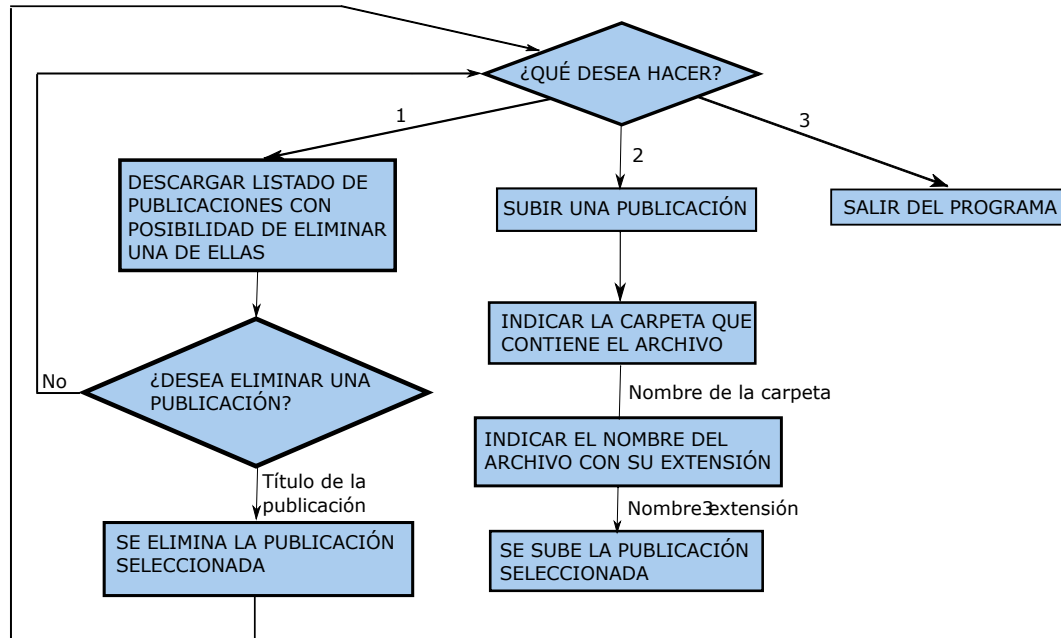 ¿QUÉ DESEA HACER?
1
2
3
DESCARGAR LISTADO DE
PUBLICACIONES CON
POSIBILIDAD DE ELIMINAR
UNA DE ELLAS
SUBIR UNA PUBLICACIÓN
SALIR DEL PROGRAMA
INDICAR LA CARPETA QUE
CONTIENE EL ARCHIVO
No
¿DESEA ELIMINAR UNA
PUBLICACIÓN?
Nombre de la carpeta
INDICAR EL NOMBRE DEL
ARCHIVO CON SU EXTENSIÓN
Título de la
publicación
Nombre.extensión
3
SE ELIMINA LA PUBLICACIÓN
SELECCIONADA
SE SUBE LA PUBLICACIÓN
SELECCIONADA